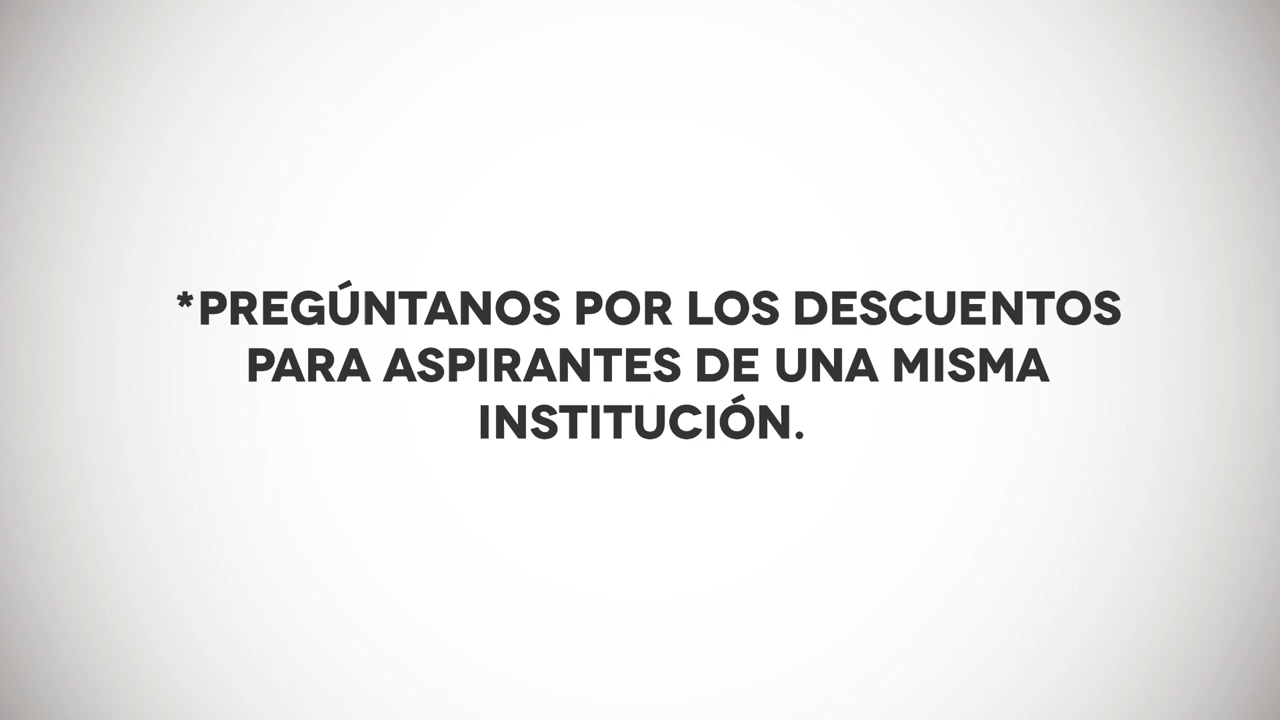 *PREGÚNTANOS POR LOS DESCUENTOS
PARA ASPIRANTES DE UNA MISMA
INSTITUCIÓN.